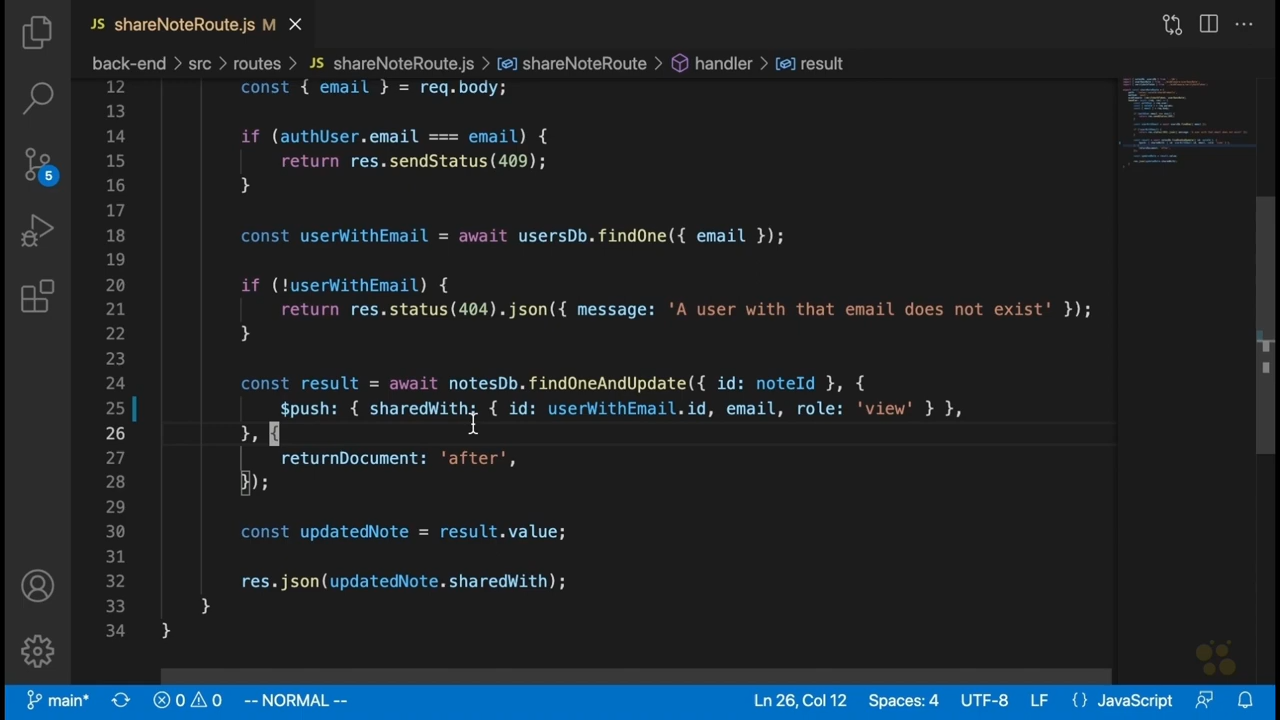 JS shareNoteRoute.js M
back-end > src > routes > JS shareNoteRoute.js > shareNoteRoute > handler > result
12 const { email } = req.body;
13
14 if (authUser.email === email) {
15 return res.sendStatus(409);
16 }
17
18 const userWithEmail = await usersDb.findOne({ email });
19
20 if (!userWithEmail) {
21 return res.status(404).json({ message: 'A user with that email does not exist' });
22 }
23
24 const result = await notesDb.findOneAndUpdate({ id: noteId }, {
25 $push: { sharedWith: { id: userWithEmail.id, email, role: 'view' } },
26 }, {
27 returnDocument: 'after',
28 });
29
30 const updatedNote = result.value;
31
32 res.json(updatedNote.sharedWith);
33 }
34 }
5
main* 0 0 -- NORMAL -- Ln 26, Col 12 Spaces: 4 UTF-8 LF {} JavaScript